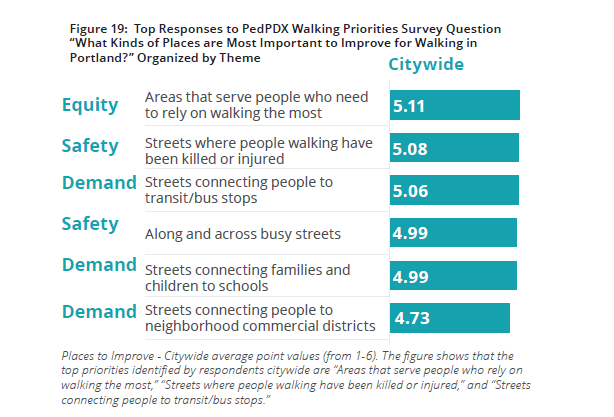 Figure 19: Top Responses to PedPDX Walking Priorities Survey Question
“What Kinds of Places are Most Important to Improve for Walking in
Portland?” Organized by Theme
Citywide
Equity
Areas that serve people who need
to rely on walking the most
5.11
Safety
Streets where people walking have
been killed or injured
5.08
Demand
Streets connecting people to
transit/bus stops
5.06
Safety
Along and across busy streets
4.99
Demand
Streets connecting families and
children to schools
4.99
Demand
Streets connecting people to
neighborhood commercial districts
4.73
Places to Improve - Citywide average point values (from 1-6). The figure shows that the
top priorities identified by respondents citywide are “Areas that serve people who rely on
walking the most,” “Streets where people walking have been killed or injured,” and “Streets
connecting people to transit/bus stops.”